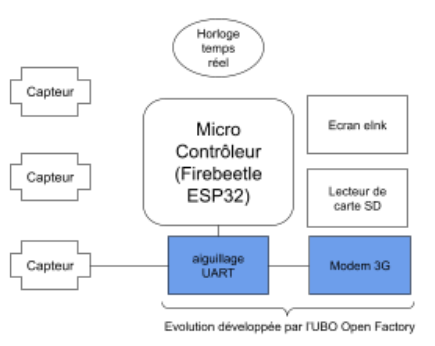 Horloge
temps
réel
Capteur
Micro
Contrôleur
(Firebeetle
ESP32)
Ecran eInk
Capteur
Lecteur de
carte SD
Capteur
aiguillage
UART
Modem 3G
Evolution développée par l'UBO Open Factory